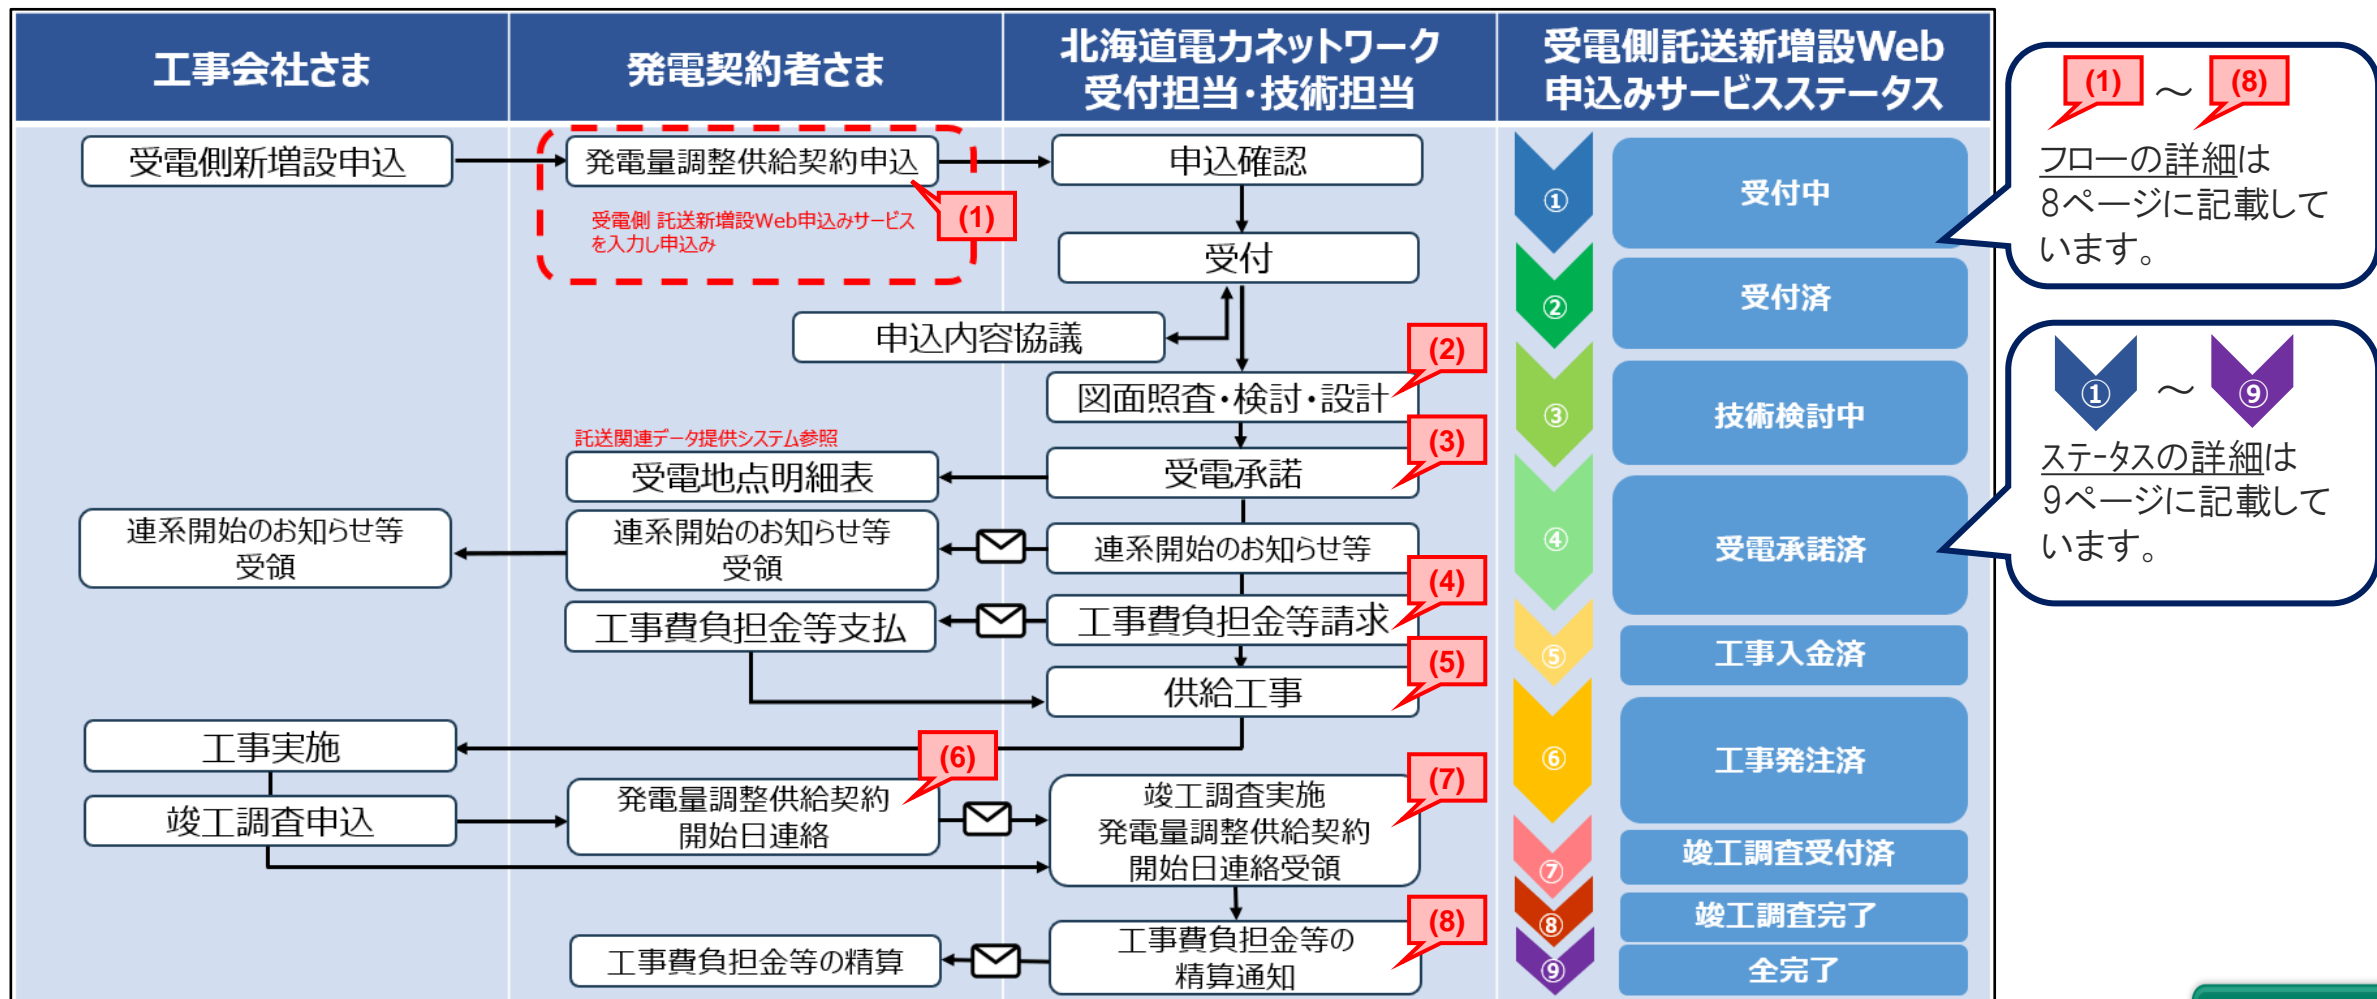 工事会社さま
発電契約者さま
北海道電力ネットワーク
受付担当・技術担当
受電側託送新増設Web
申込みサービスステータス
受電側新増設申込
発電量調整供給契約申込
(1)
受電側 託送新増設Web申込みサービス
を入力し申込み
申込確認
受付
申込内容協議
(2)
図面照査・検討・設計
(3)
受電承諾
託送関連データ提供システム参照
受電地点明細表
連系開始のお知らせ等
連系開始のお知らせ等
受領
連系開始のお知らせ等
受領
(4)
工事費負担金等請求
工事費負担金等支払
(5)
供給工事
工事実施
竣工調査申込
(6)
発電量調整供給契約
開始日連絡
(7)
竣工調査実施
発電量調整供給契約
開始日連絡受領
(8)
工事費負担金等の
精算通知
工事費負担金等の精算
①
受付中
②
受付済
③
技術検討中
④
受電承諾済
⑤
工事入金済
⑥
工事発注済
⑦
竣工調査受付済
⑧
竣工調査完了
⑨
全完了
(1) ～ (8)
フローの詳細は
8ページに記載して
います。
① ～ ⑨
ステータスの詳細は
9ページに記載して
います。